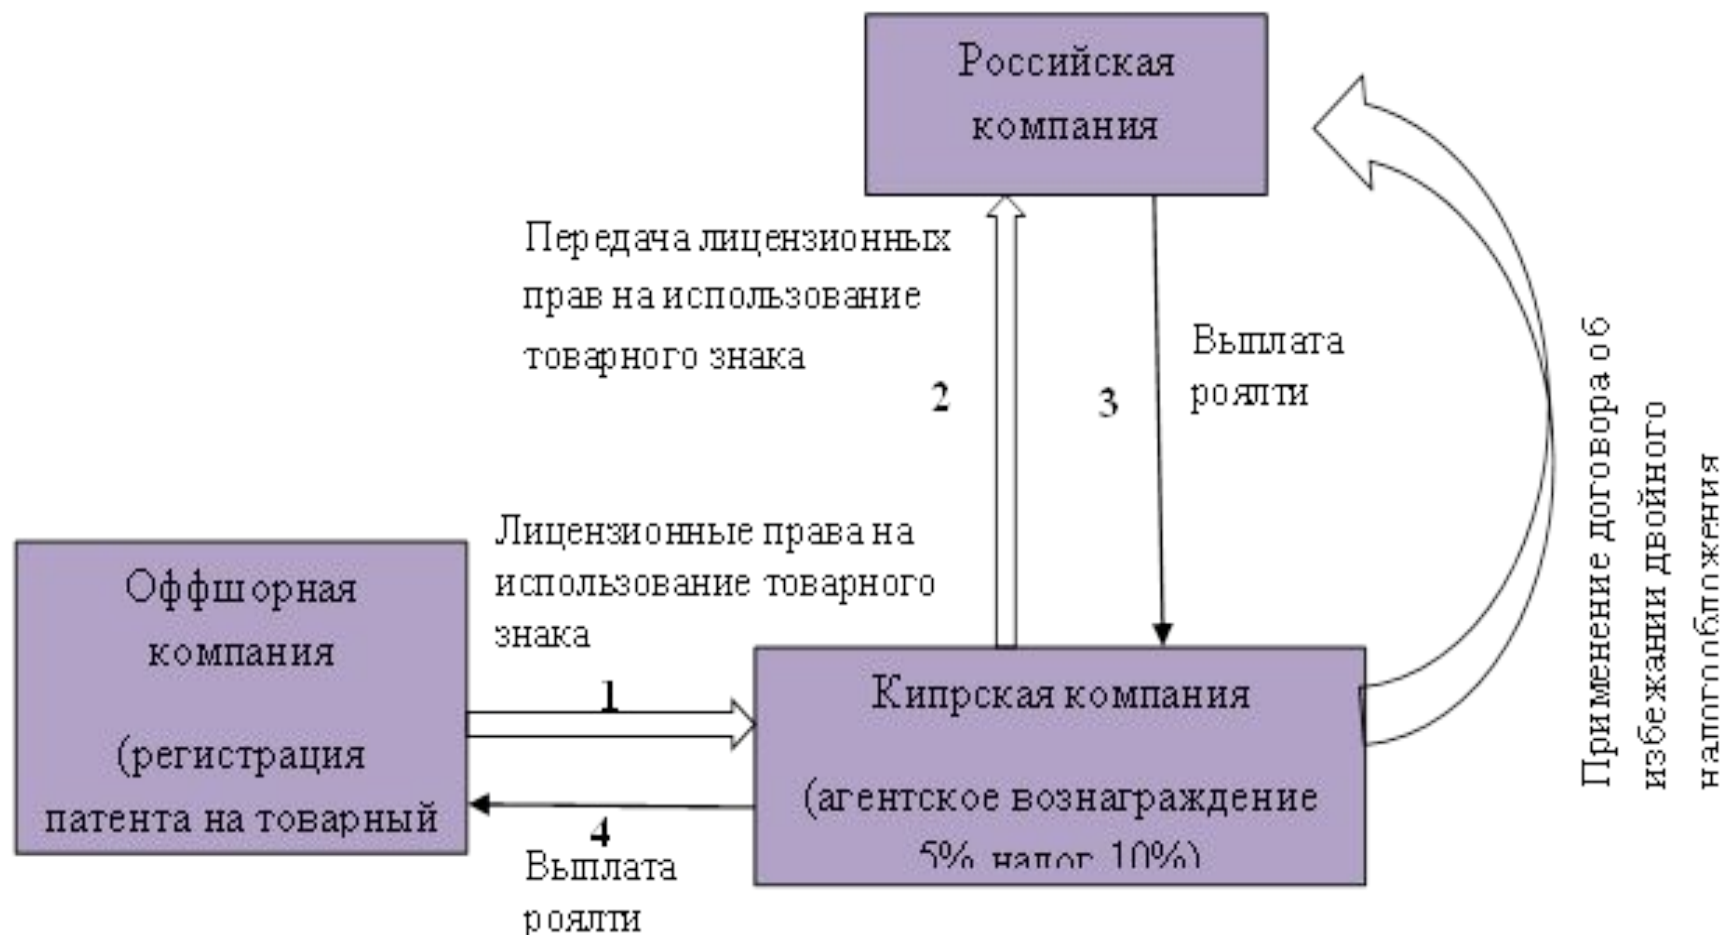 Российская
компания
Передача лицензионных
прав на использование
товарного знака
2
3
Выплата
роялти
Применение договора об
избежании двойного
налогообложения
Лицензионные права на
использование товарного
знака
1
Оффшорная
компания
(регистрация
патента на товарный
4
Выплата
роялти
Кипрская компания
(агентское вознаграждение
5% налог 10%)